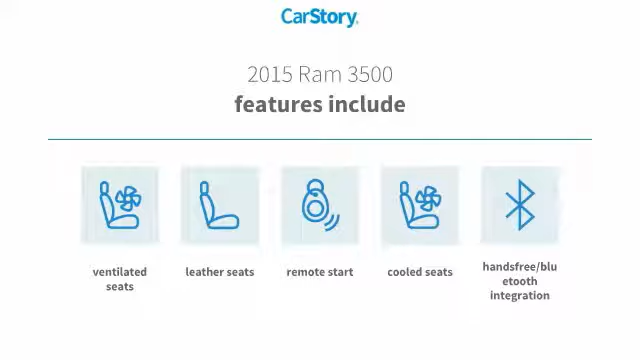 CarStory.
2015 Ram 3500
features include
ventilated
seats
leather seats
remote start
cooled seats
handsfree/blu
etooth
integration